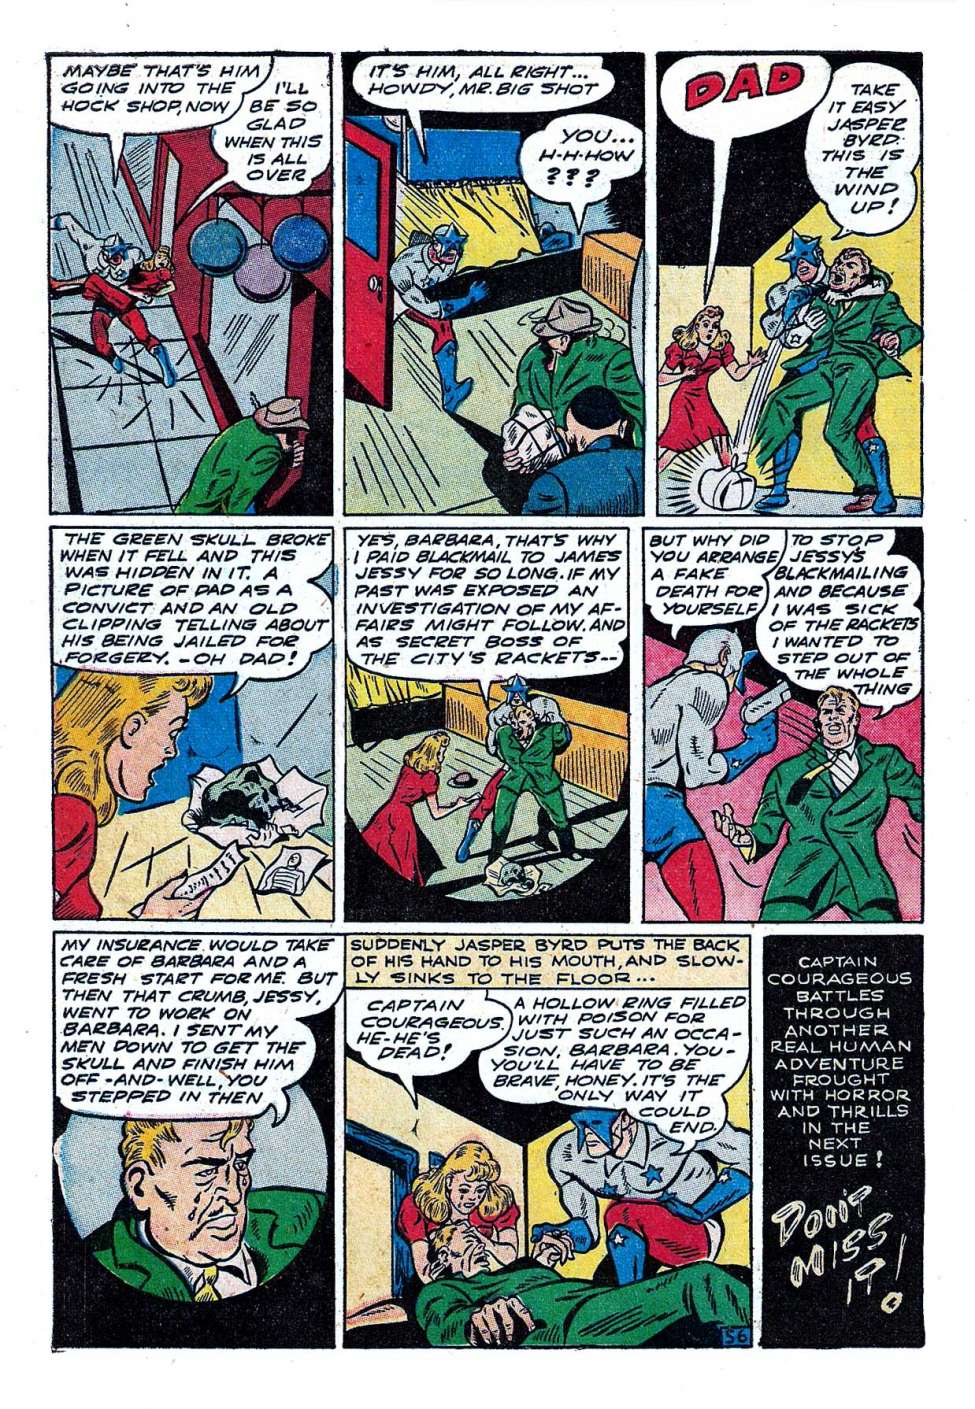 MAYBE THAT'S HIM
GOING INTO THE
HOCK SHOP, NOW
I'LL
BE SO
GLAD
WHEN THIS
IS ALL
OVER
IT'S HIM, ALL RIGHT...
HOWDY, MR. BIG SHOT
YOU...
H-H-HOW
???
DAD
TAKE
IT EASY
JASPER
BYRD:
THIS IS
THE
WIND
UP!
THE GREEN SKULL BROKE
WHEN IT FELL AND THIS
WAS HIDDEN IN IT. A
PICTURE OF DAD AS A
CONVICT AND AN OLD
CLIPPING TELLING ABOUT
HIS BEING JAILED FOR
FORGERY. - OH DAD!
YES, BARBARA, THAT'S WHY
I PAID BLACKMAIL TO JAMES
JESSY FOR SO LONG. IF MY
PAST WAS EXPOSED AN
INVESTIGATION OF MY AF-
FAIRS MIGHT FOLLOW. AND
AS SECRET BOSS OF
THE CITY'S RACKETS--
BUT WHY DID
YOU ARRANGE
A FAKE
DEATH FOR
YOURSELF
TO STOP
JESSY'S
BLACKMAILING
AND BECAUSE
I WAS SICK
OF THE RACKETS
I WANTED TO
STEP OUT OF
THE WHOLE
THING
MY INSURANCE WOULD TAKE
CARE OF BARBARA AND A
FRESH START FOR ME. BUT
THEN THAT CRUMB, JESSY,
WENT TO WORK ON
BARBARA. I SENT MY
MEN DOWN TO GET THE
SKULL AND FINISH HIM
OFF -AND- WELL, YOU
STEPPED IN THEN
SUDDENLY JASPER BYRD PUTS THE BACK
OF HIS HAND TO HIS MOUTH, AND SLOW-
LY SINKS TO THE FLOOR...
CAPTAIN
COURAGEOUS.
HE-HE'S
DEAD!
A HOLLOW RING FILLED
WITH POISON FOR
JUST SUCH AN OCCA-
SION, BARBARA. YOU-
YOU'LL HAVE TO BE
BRAVE, HONEY. IT'S THE
ONLY WAY IT
COULD
END.
56
CAPTAIN
COURAGEOUS
BATTLES
THROUGH
ANOTHER
REAL HUMAN
ADVENTURE
FROUGHT
WITH HORROR
AND THRILLS
IN THE
NEXT
ISSUE!
DON'T
MISS
IT!